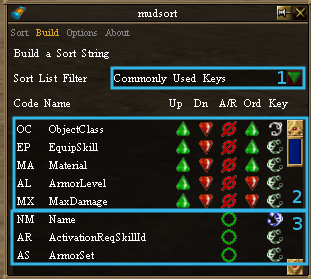 mudsort
Sort Build Options About
Build a Sort String
Sort List Filter Commonly Used Keys 1
Code Name Up Dn A/R Ord Key
OC ObjectClass
EP EquipSkill
MA Material
AL ArmorLevel
MX MaxDamage 2
NM Name 3
AR ActivationReqSkillId
AS ArmorSet